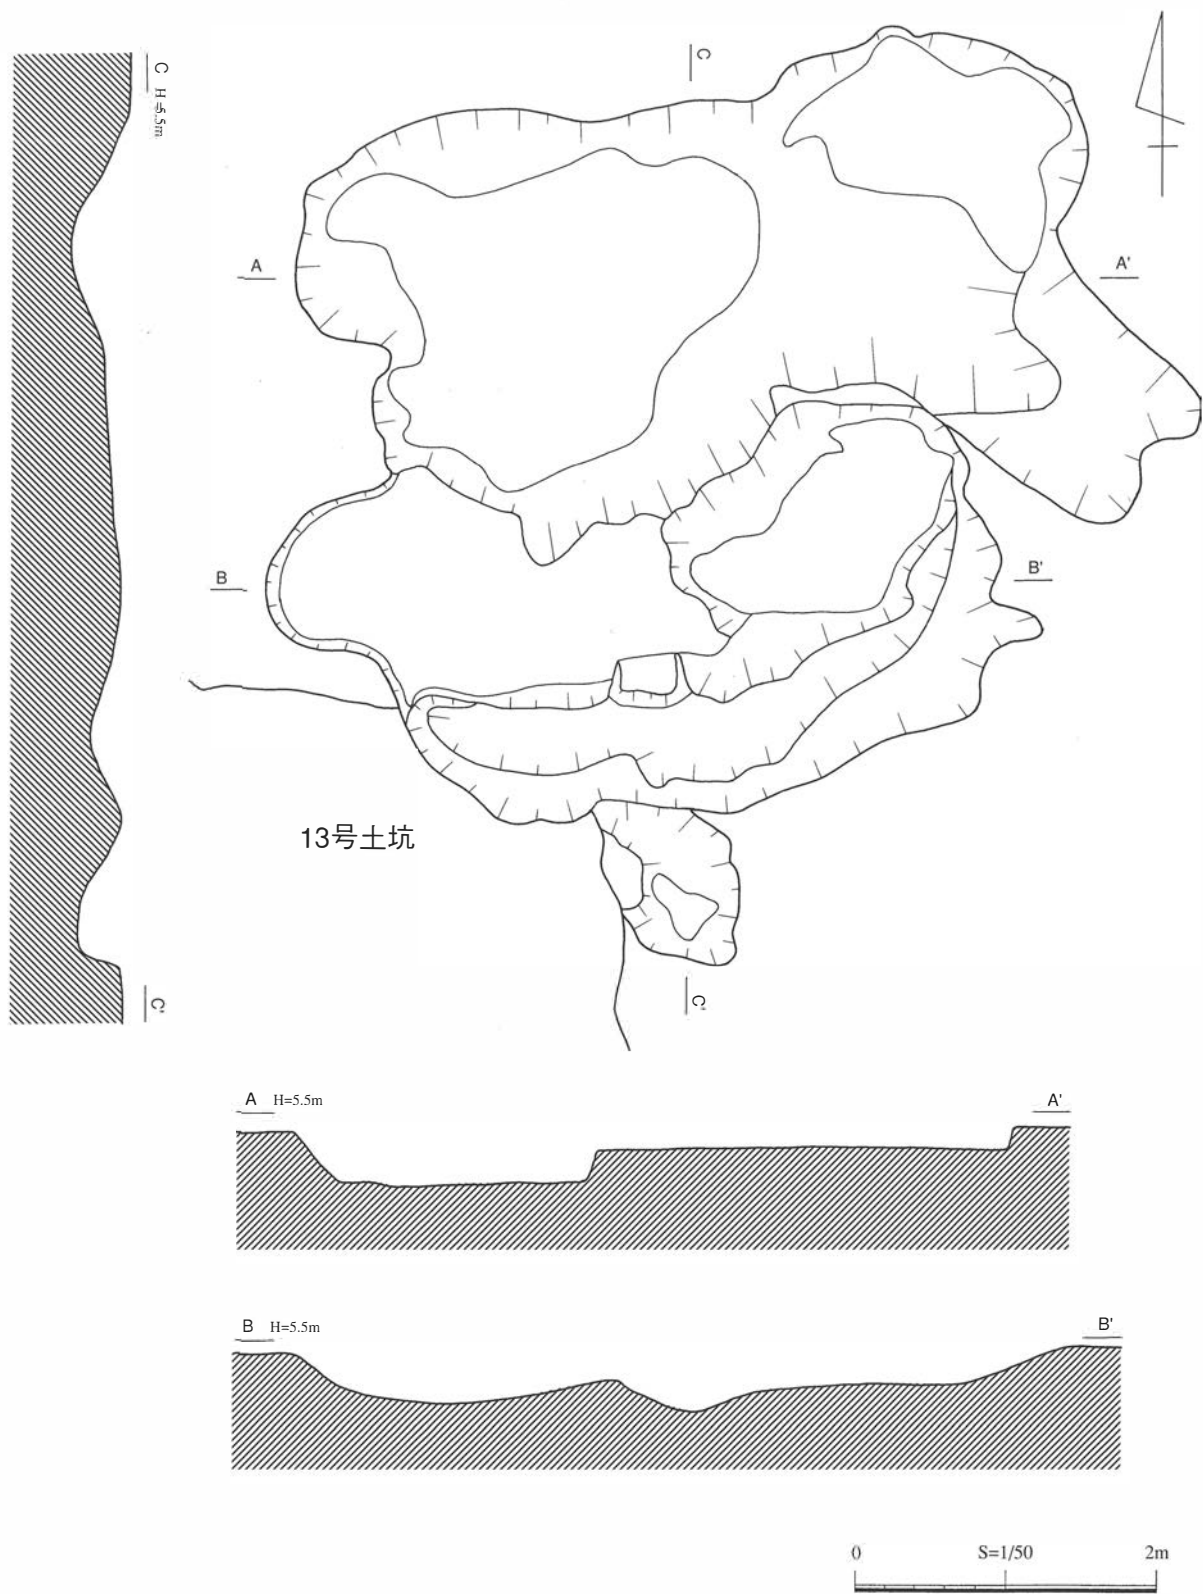 C H=5.5m
C
A
A'
B
B'
13号土坑
C'
C'
A H=5.5m
A'
B H=5.5m
B'
0 S=1/50 2m